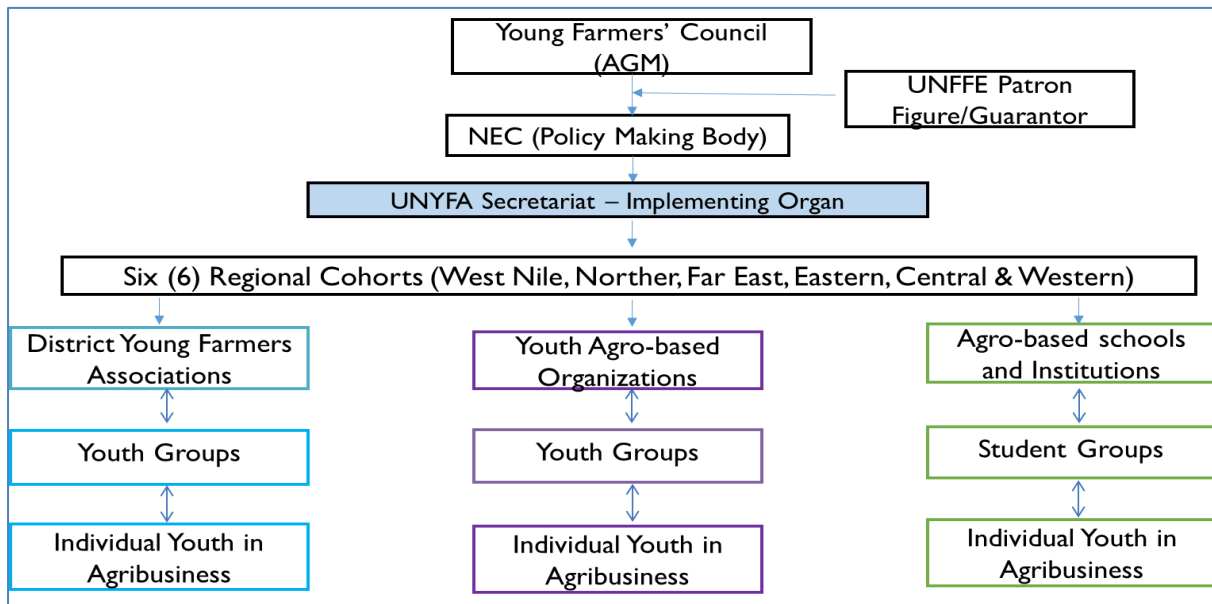 Young Farmers' Council
(AGM)
UNFFE Patron
Figure/Guarantor
NEC (Policy Making Body)
UNYFA Secretariat – Implementing Organ
Six (6) Regional Cohorts (West Nile, Norther, Far East, Eastern, Central & Western)
District Young Farmers
Associations
Youth Agro-based
Organizations
Agro-based schools
and Institutions
Youth Groups
Youth Groups
Student Groups
Individual Youth in
Agribusiness
Individual Youth in
Agribusiness
Individual Youth in
Agribusiness